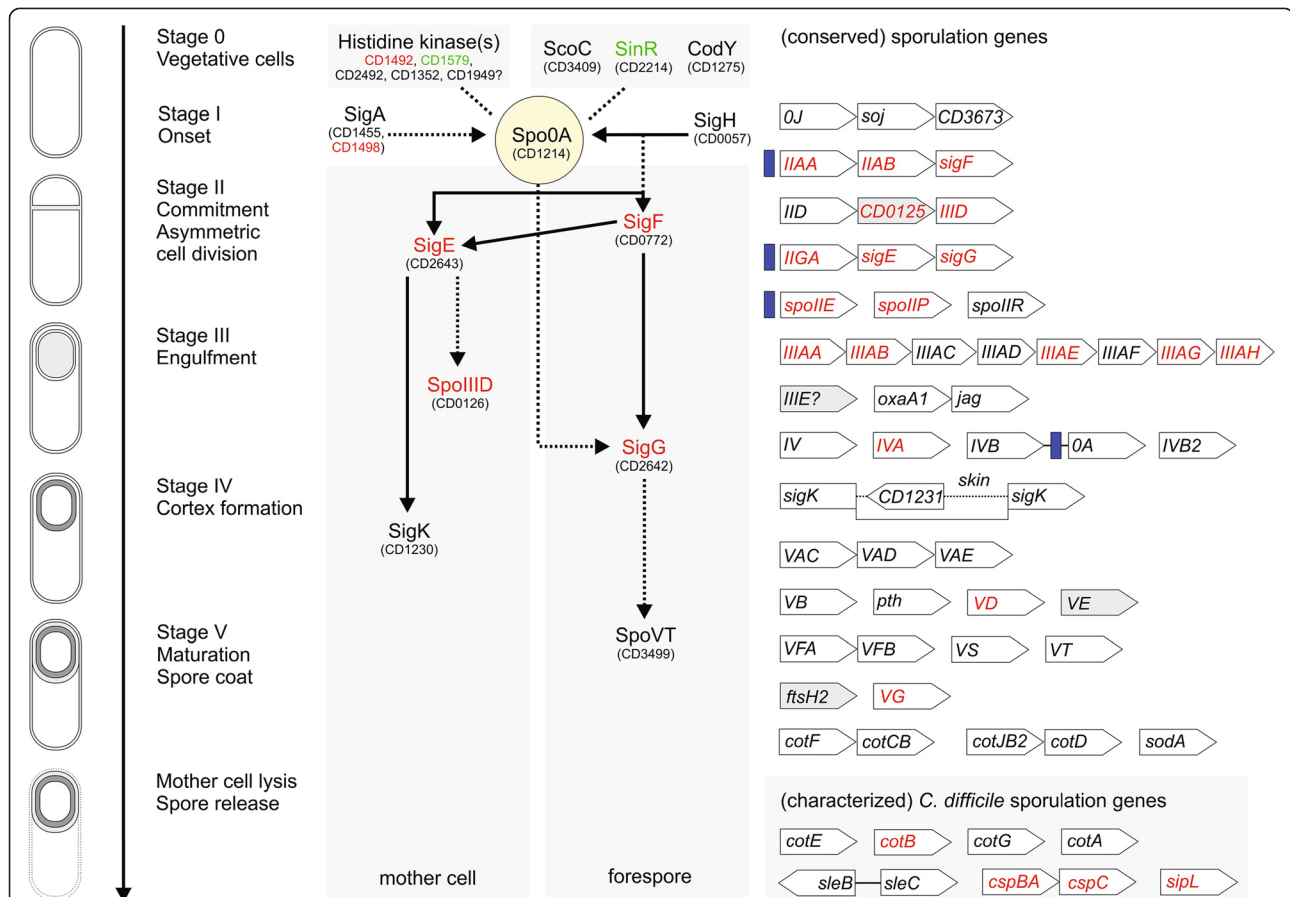 Stage 0
Vegetative cells
Stage I
Onset
Stage II
Commitment
Asymmetric
cell division
Stage III
Engulfment
Stage IV
Cortex formation
Stage V
Maturation
Spore coat
Mother cell lysis
Spore release
Histidine kinase(s)
CD1492, CD1579,
CD2492, CD1352, CD1949?
ScoC
(CD3409)
SinR
(CD2214)
CodY
(CD1275)
SigA
(CD1455,
CD1498)
Spo0A
(CD1214)
SigH
(CD0057)
SigF
(CD0772)
SigE
(CD2643)
SpoIIID
(CD0126)
SigG
(CD2642)
SigK
(CD1230)
SpoVT
(CD3499)
mother cell
forespore
(conserved) sporulation genes
0J soj CD3673
IIAA IIAB sigF
IID CD0125 IIID
IIGA sigE sigG
spoIIE spoIIP spoIIR
IIIAA IIIAB IIIAC IIIAD IIIAE IIIAF IIIAG IIIAH
IIIE? oxaA1 jag
IV IVA IVB 0A IVB2
sigK CD1231 skin sigK
VAC VAD VAE
VB pth VD VE
VFA VFB VS VT
ftsH2 VG
cotF cotCB cotJB2 cotD sodA
(characterized) C. difficile sporulation genes
cotE cotB cotG cotA
sleB sleC cspBA cspC sipL